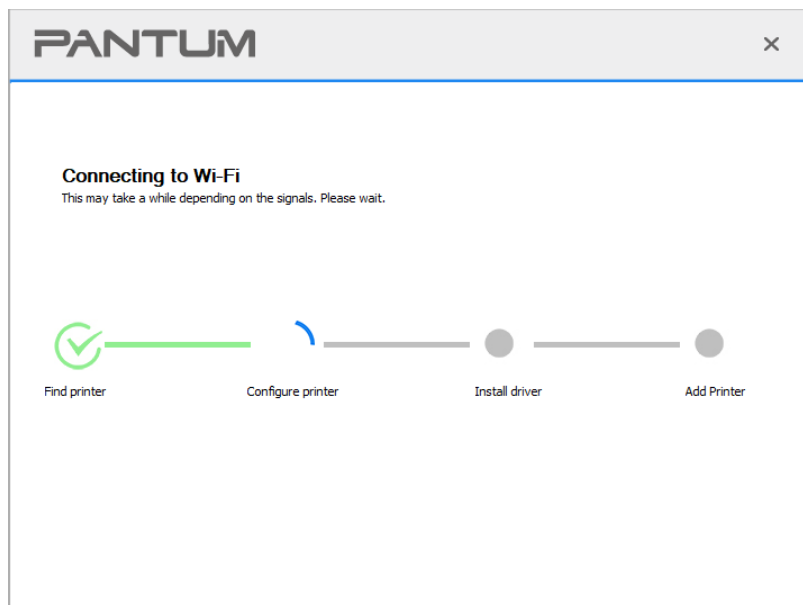 PANTUM
Connecting to Wi-Fi
This may take a while depending on the signals. Please wait.
Find printer
Configure printer
Install driver
Add Printer